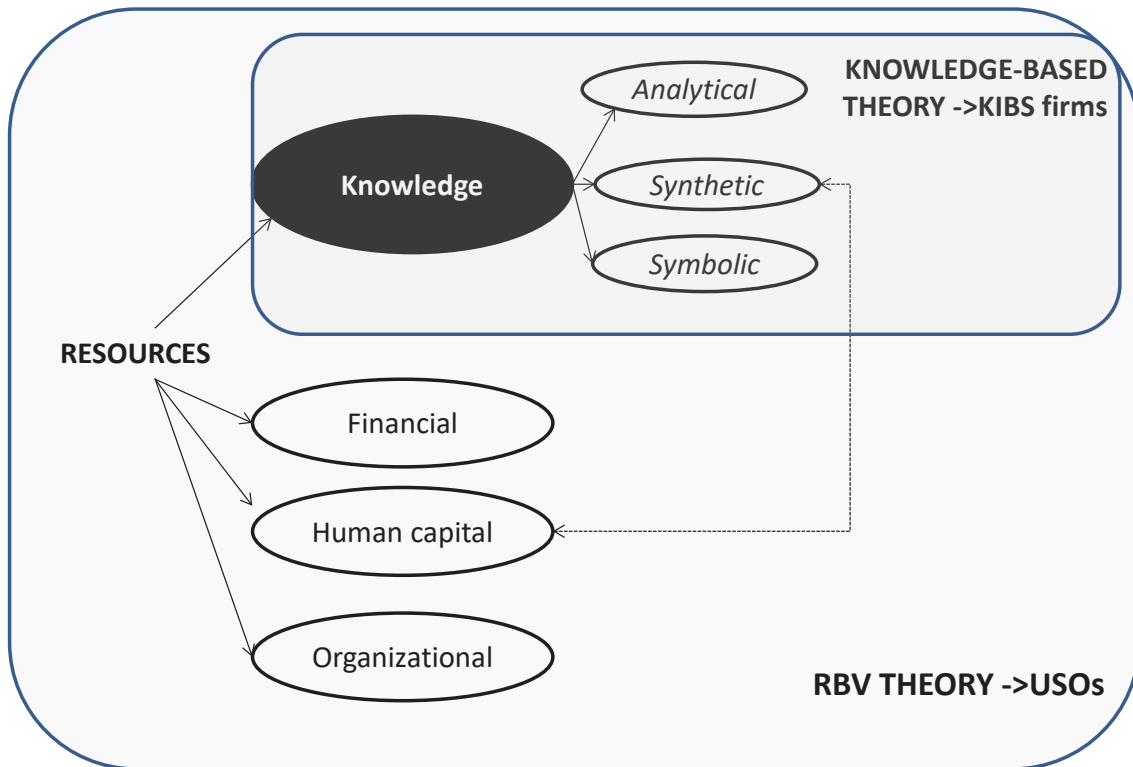 KNOWLEDGE-BASED
THEORY ->KIBS firms
Analytical
Knowledge
Synthetic
Symbolic
RESOURCES
Financial
Human capital
Organizational
RBV THEORY ->USOs